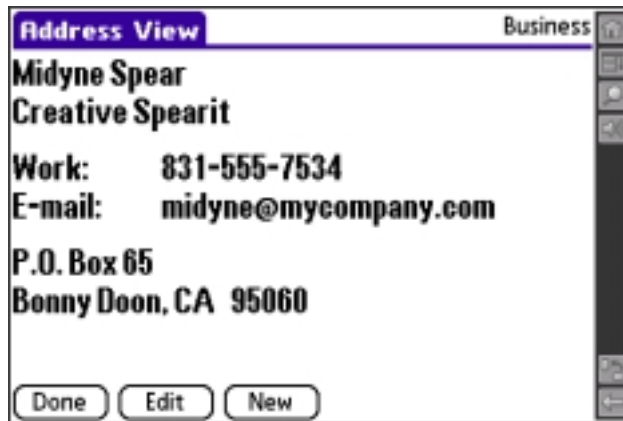 Address View Business
Midyne Spear
Creative Spearit
Work: 831-555-7534
E-mail: midyne@mycompany.com
P.O. Box 65
Bonny Doon, CA 95060
Done Edit New